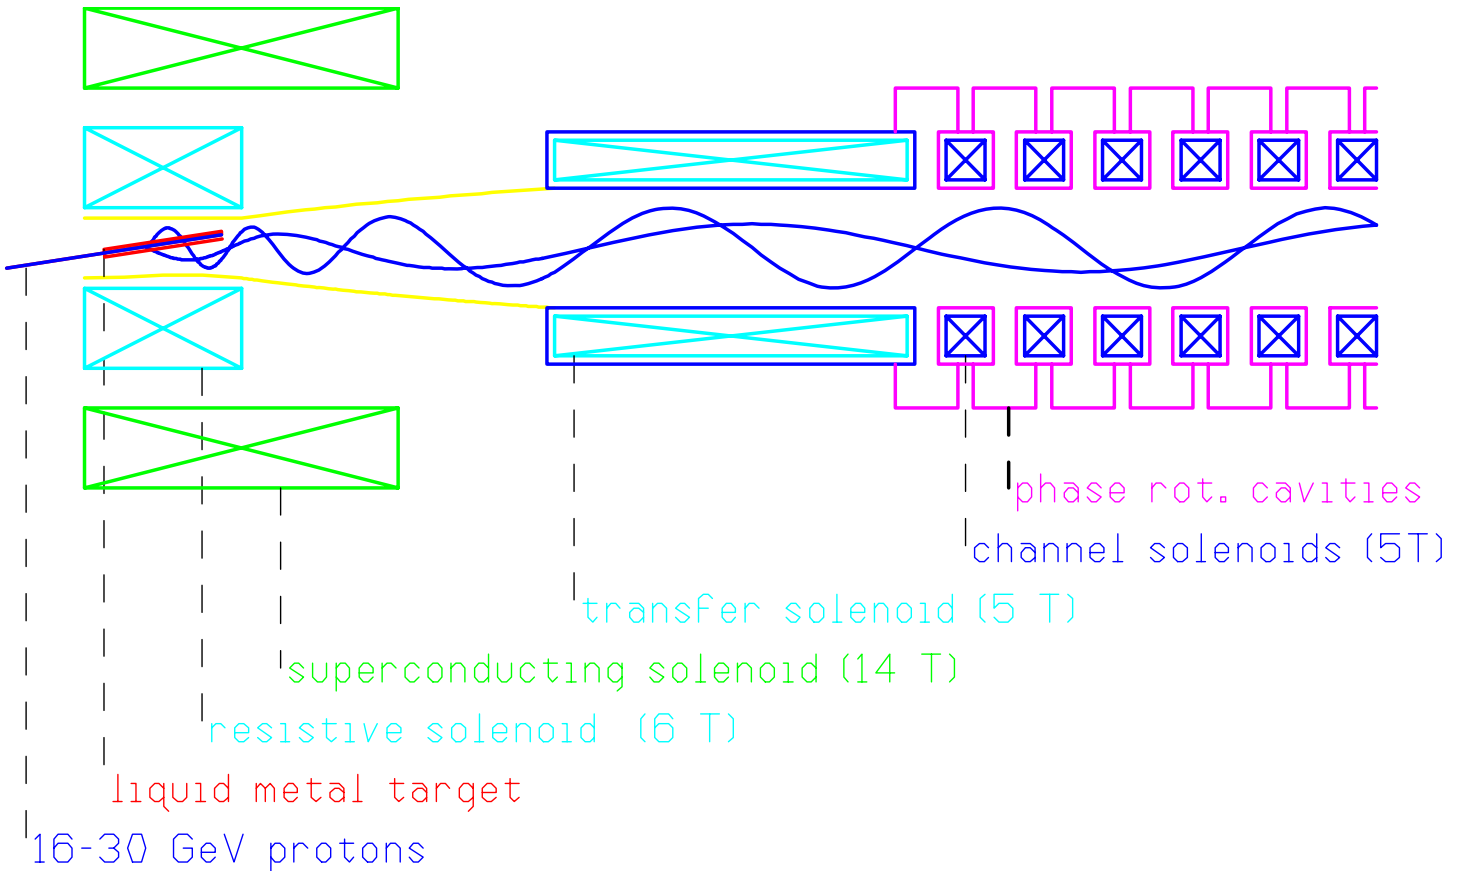 phase rot. cavities
channel solenoids (5T)
transfer solenoid (5 T)
superconducting solenoid (14 T)
resistive solenoid (6 T)
liquid metal target
16-30 GeV protons